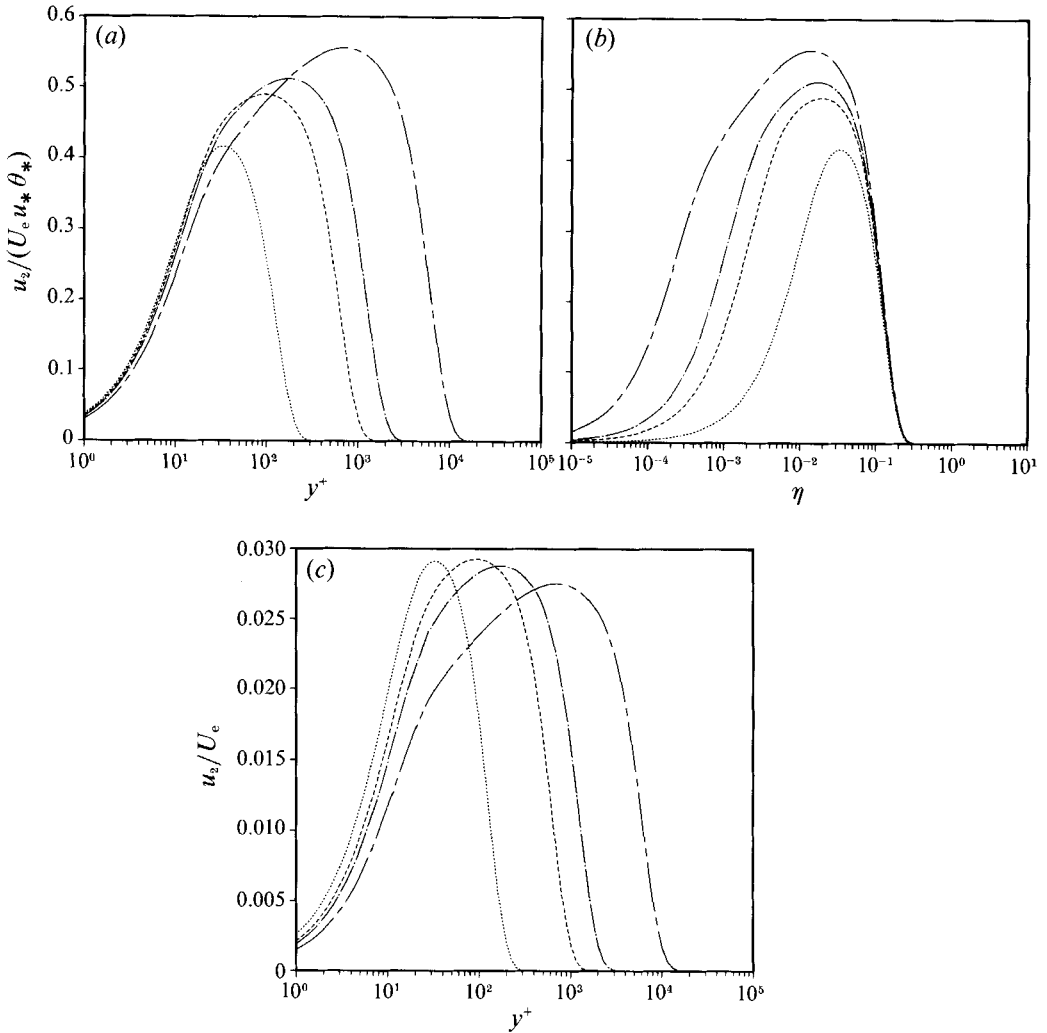 (a)
0.6
0.5
0.4
0.3
0.2
0.1
0
u₂/(Uₑ u* θ*)
10⁰ 10¹ 10² 10³ 10⁴ 10⁵
y⁺
(b)
10⁻⁵ 10⁻⁴ 10⁻³ 10⁻² 10⁻¹ 10⁰ 10¹
η
(c)
0.030
0.025
0.020
0.015
0.010
0.005
0
u₂/Uₑ
10⁰ 10¹ 10² 10³ 10⁴ 10⁵
y⁺